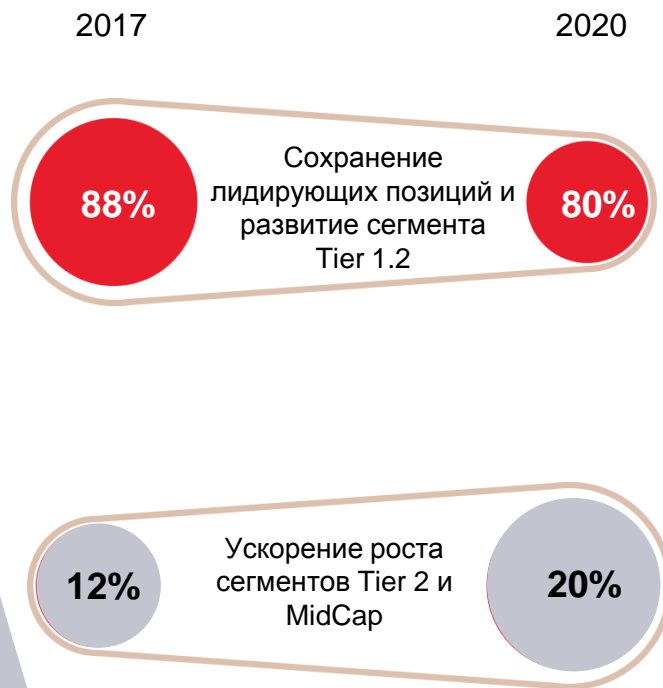 2017
2020
88%
Сохранение
лидирующих позиций и
развитие сегмента
Tier 1.2
80%
12%
Ускорение роста
сегментов Tier 2 и
MidCap
20%